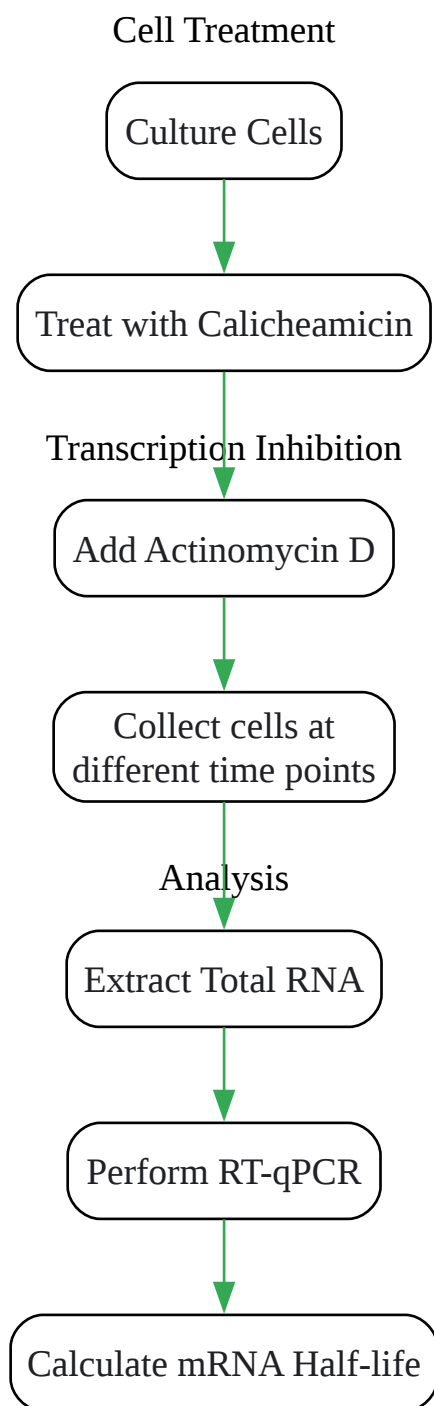 Cell Treatment
Culture Cells
Treat with Calicheamicin
Transcription Inhibition
Add Actinomycin D
Collect cells at
different time points
Analysis
Extract Total RNA
Perform RT-qPCR
Calculate mRNA Half-life